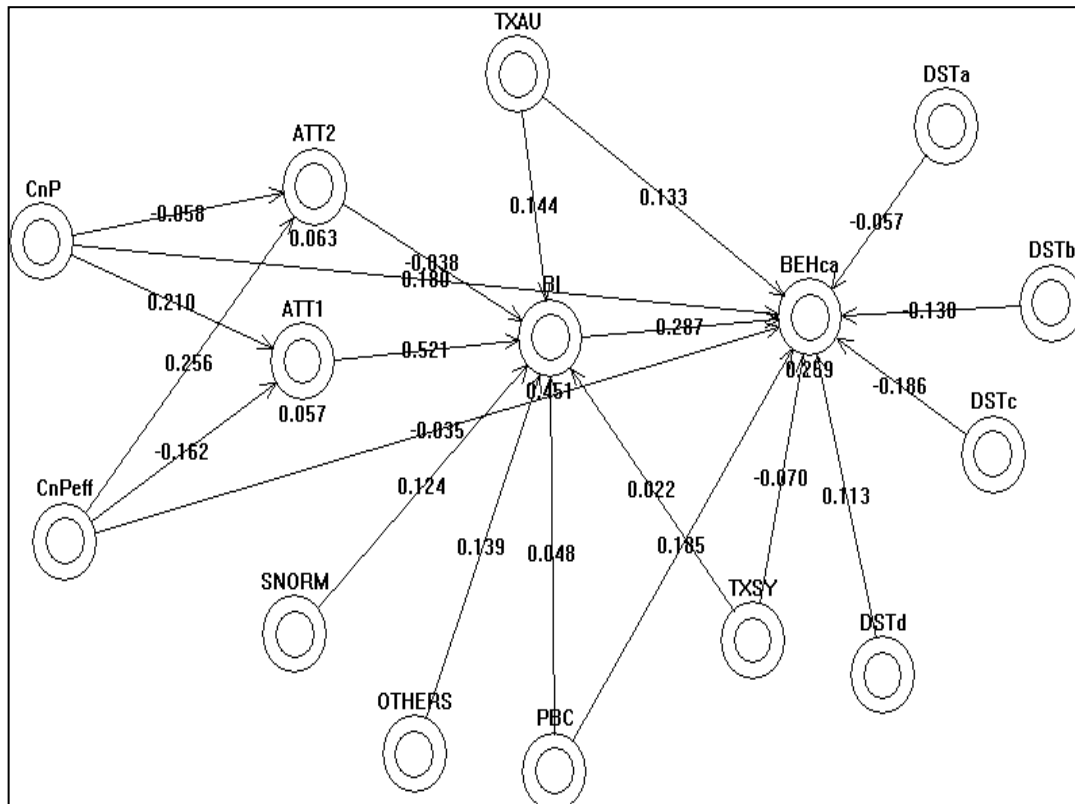 TXAU
DSTa
ATT2
CnP
-0.058
0.144
0.133
0.063
-0.057
DSTb
-0.038
BEHca
0.180
BI
0.210
ATT1
-0.130
0.287
0.256
0.521
0.269
-0.186
0.451
0.057
DSTc
-0.035
-0.162
CnPeff
0.124
0.022
-0.070
0.113
0.139
0.048
0.185
SNORM
TXSY
DSTd
OTHERS
PBC